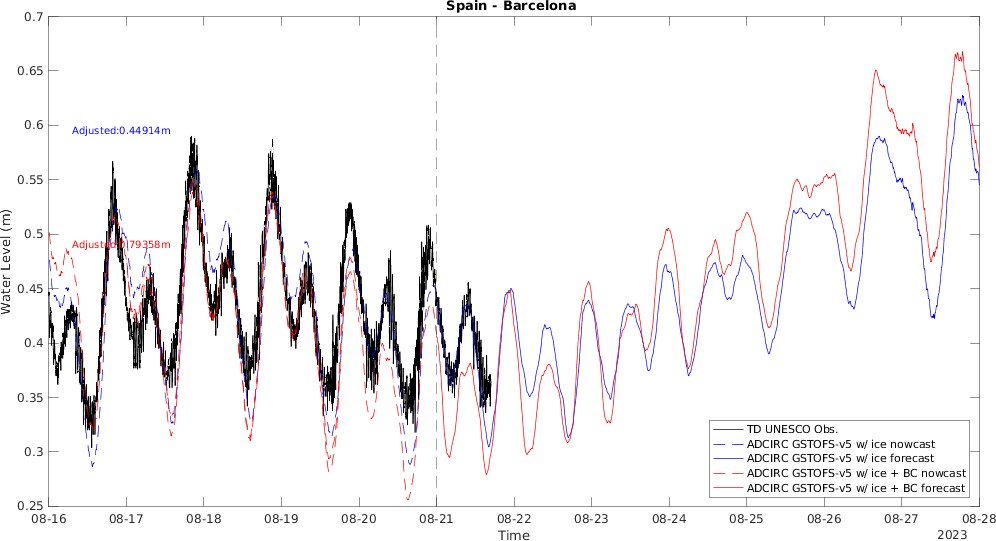 Spain - Barcelona
0.7
0.65
0.6
0.55
0.5
0.45
0.4
0.35
0.3
0.25
Water Level (m)
Adjusted:0.44914m
Adjusted:0.79358m
TD UNESCO Obs.
ADCIRC GSTOFS-v5 w/ ice nowcast
ADCIRC GSTOFS-v5 w/ ice forecast
ADCIRC GSTOFS-v5 w/ ice + BC nowcast
ADCIRC GSTOFS-v5 w/ ice + BC forecast
08-16 08-17 08-18 08-19 08-20 08-21 08-22 08-23 08-24 08-25 08-26 08-27 08-28
Time
2023